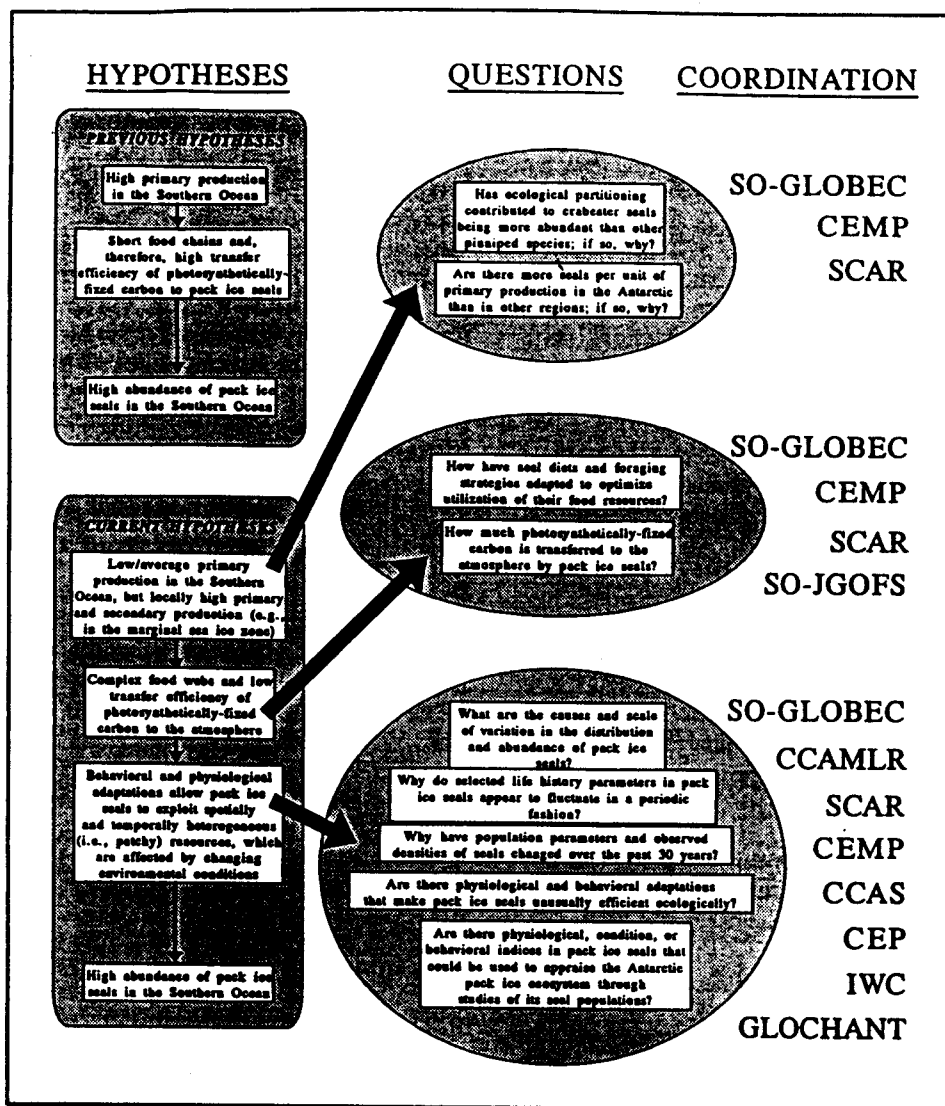 HYPOTHESES
QUESTIONS
COORDINATION
PREVIOUS HYPOTHESES
High primary production
in the Southern Ocean
Short food chains and,
therefore, high transfer
efficiency of photosynthetically-
fixed carbon to pack ice seals
High abundance of pack ice
seals in the Southern Ocean
CURRENT HYPOTHESES
Low/average primary
production in the Southern
Ocean, but locally high primary
and secondary production (e.g.,
in the marginal sea ice zone)
Complex food webs and low
transfer efficiency of
photosynthetically-fixed
carbon to the atmosphere
Behavioral and physiological
adaptations allow pack ice
seals to exploit spatially
and temporally heterogeneous
(i.e., patchy) resources, which
are affected by changing
environmental conditions
High abundance of pack ice
seals in the Southern Ocean
Has ecological partitioning
contributed to crabeater seals
being more abundant than other
pinniped species; if so, why?
Are there more seals per unit of
primary production in the Antarctic
than in other regions; if so, why?
SO-GLOBEC
CEMP
SCAR
How have seal diets and foraging
strategies adapted to optimize
utilization of their food resources?
How much photosynthetically-fixed
carbon is transferred to the
atmosphere by pack ice seals?
SO-GLOBEC
CEMP
SCAR
SO-JGOFS
What are the causes and scale
of variation in the distribution
and abundance of pack ice
seals?
Why do selected life history parameters in pack
ice seals appear to fluctuate in a periodic
fashion?
Why have population parameters and observed
densities of seals changed over the past 30 years?
Are there physiological and behavioral adaptations
that make pack ice seals unusually efficient ecologically?
Are there physiological, condition, or
behavioral indices in pack ice seals that
could be used to appraise the Antarctic
pack ice ecosystem through
studies of its seal populations?
SO-GLOBEC
CCAMLR
SCAR
CEMP
CCAS
CEP
IWC
GLOCHANT